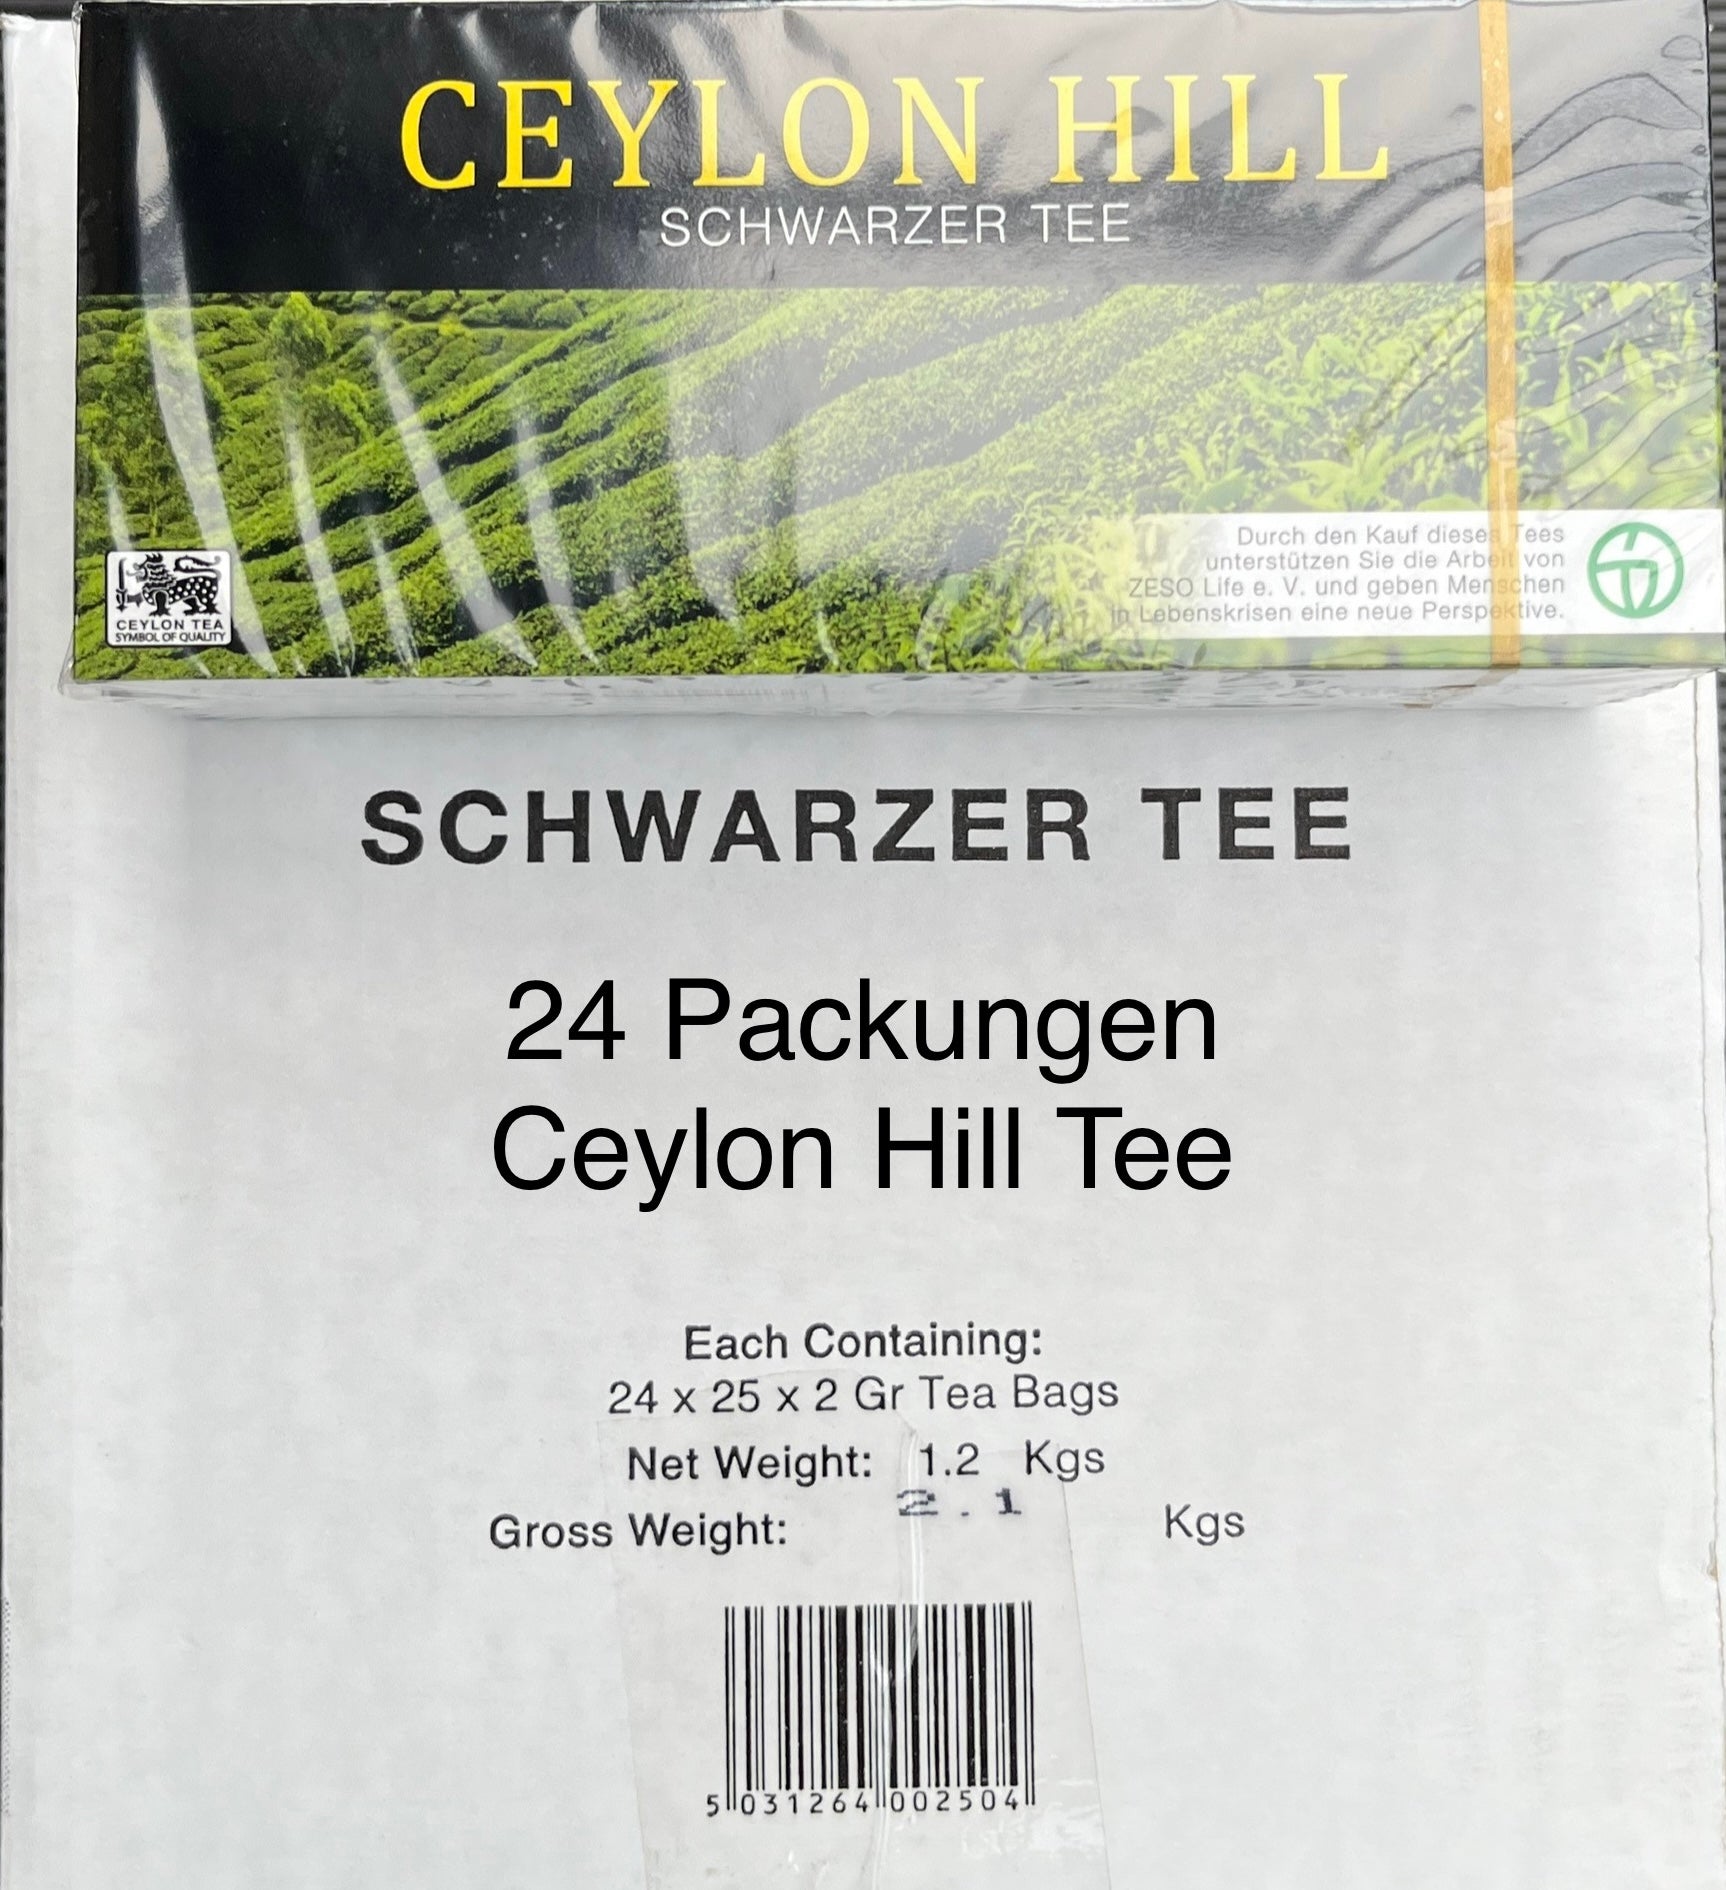 CEYLON HILL
SCHWARZER TEE
Durch den Kauf dieses Tees
unterstützen Sie die Arbeit von
ZESO Life e. V. und geben Menschen
in Lebenskrisen eine neue Perspektive.
CEYLON TEA
SYMBOL OF QUALITY
SCHWARZER TEE
24 Packungen
Ceylon Hill Tee
Each Containing:
24 x 25 x 2 Gr Tea Bags
Net Weight: 1.2 Kgs
Gross Weight: 2.1 Kgs
5 031264 002504